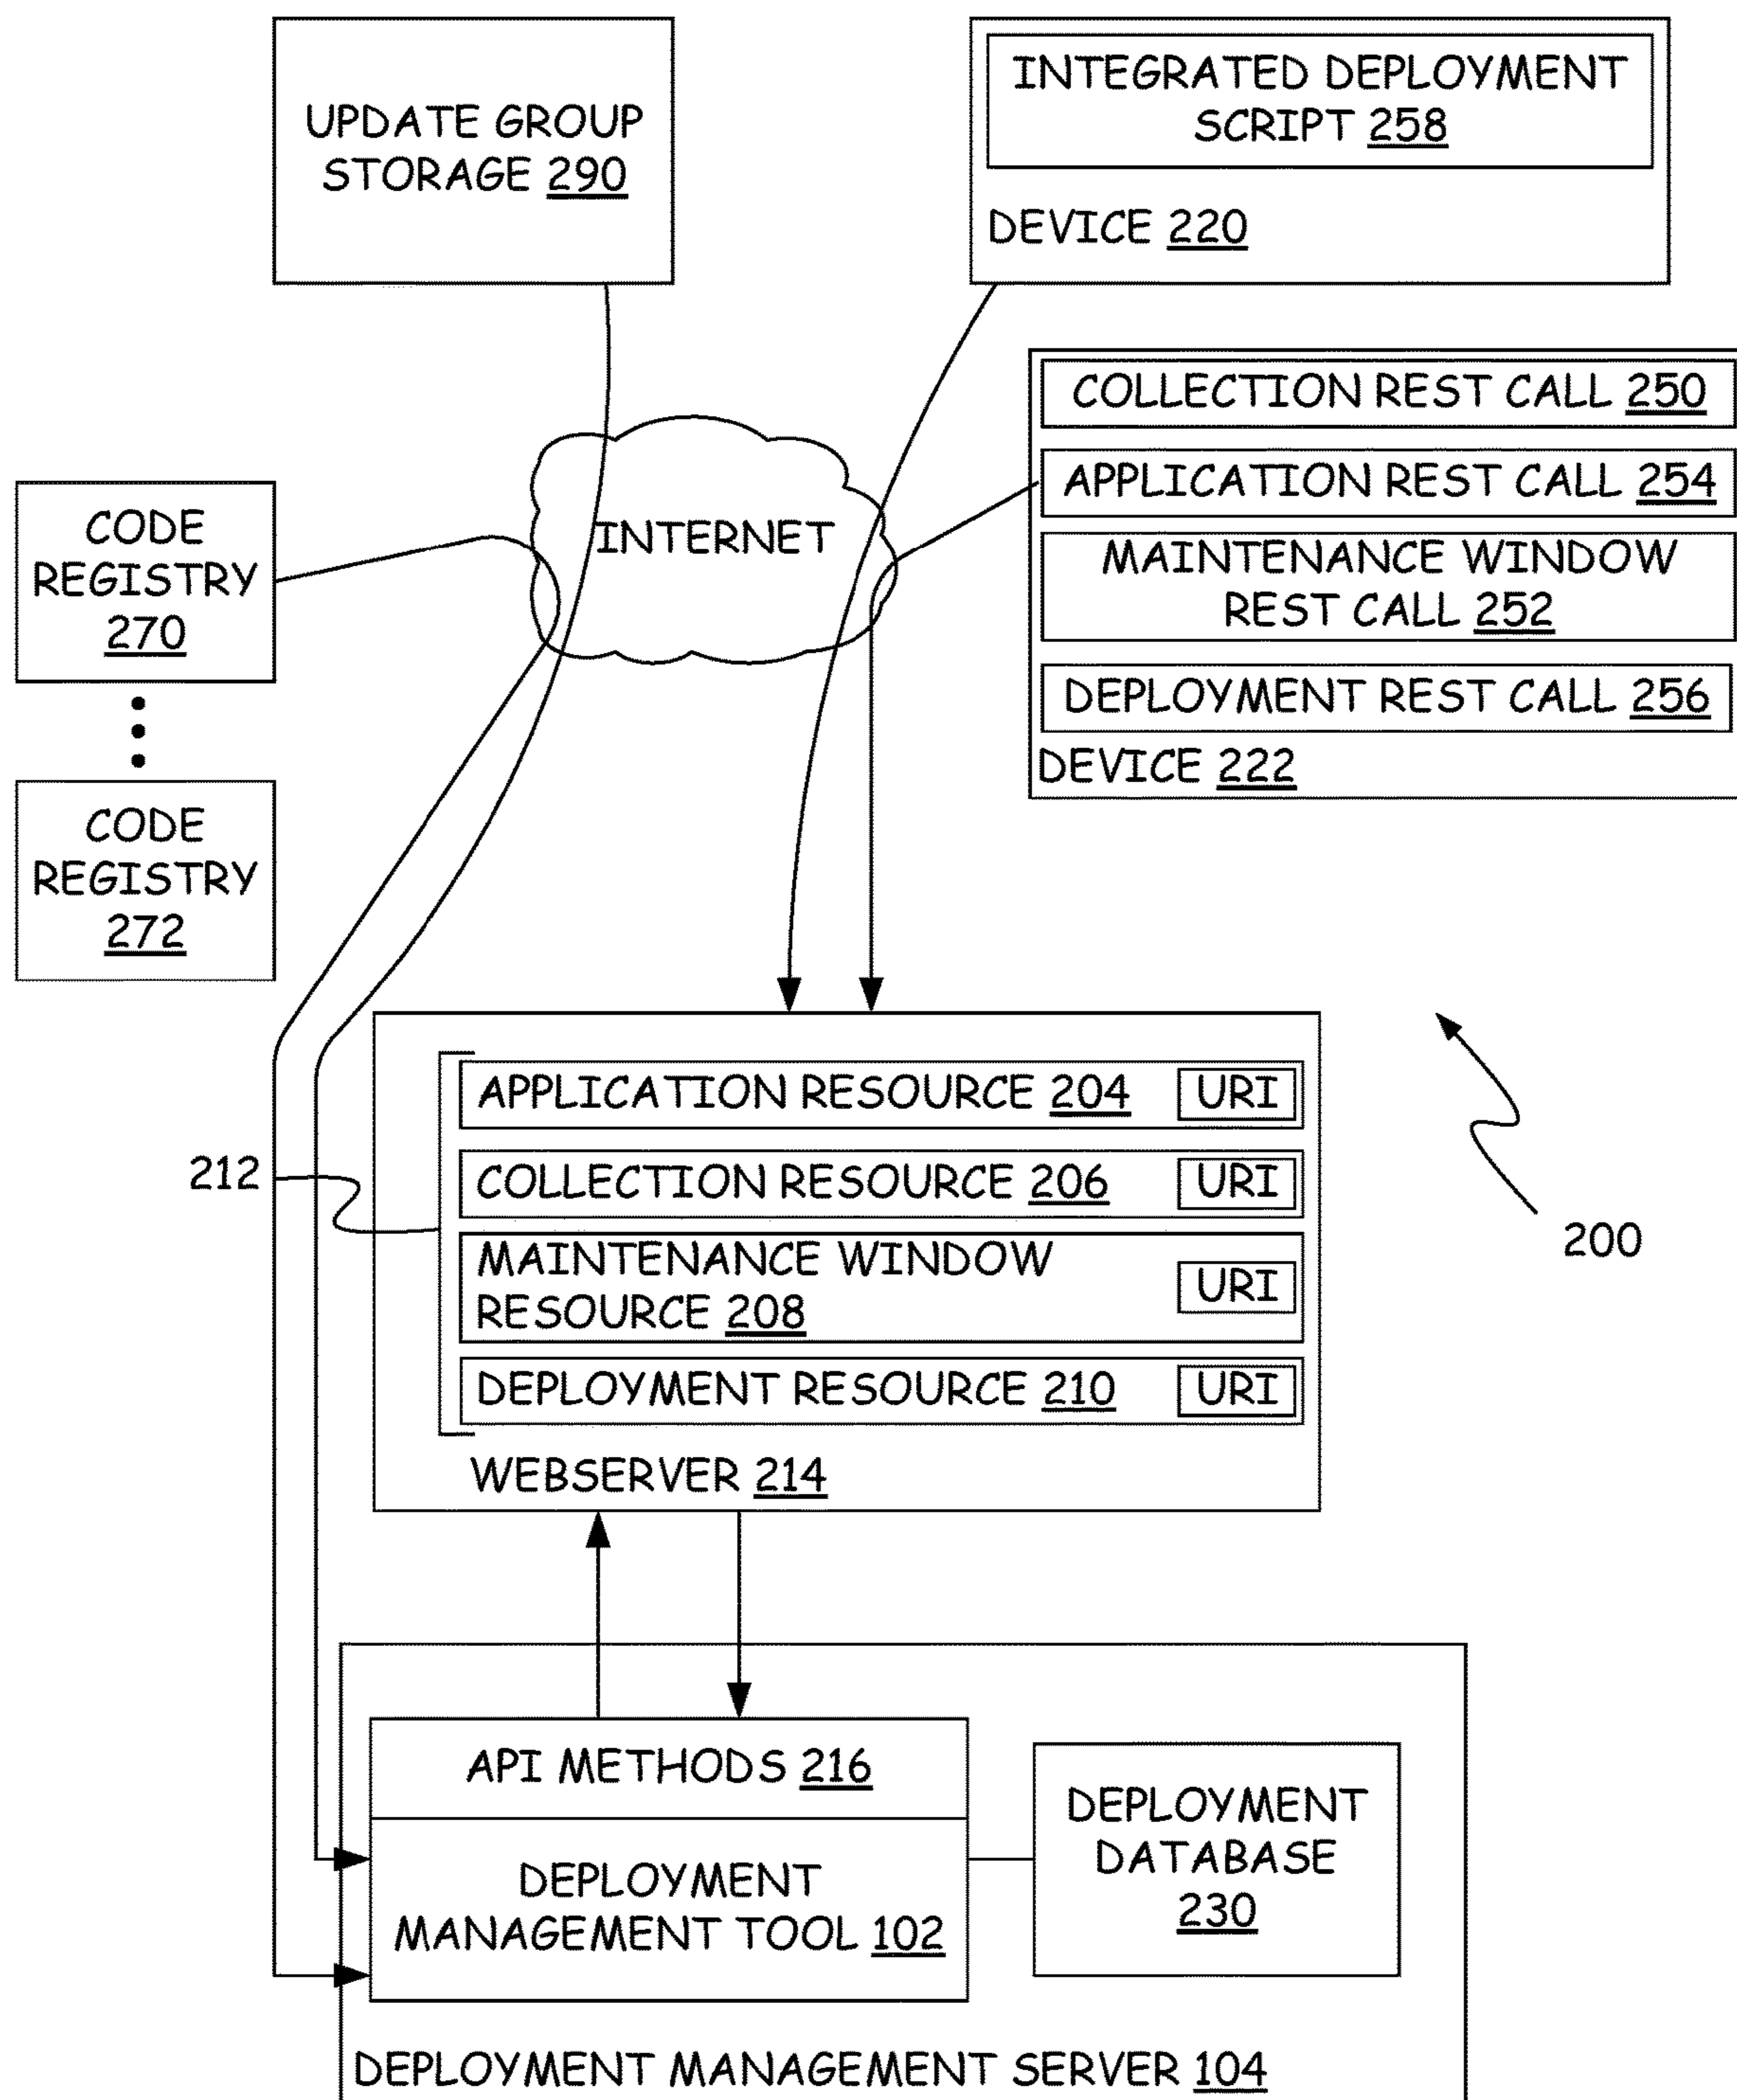 UPDATE GROUP
STORAGE 290
INTEGRATED DEPLOYMENT
SCRIPT 258
DEVICE 220
COLLECTION REST CALL 250
APPLICATION REST CALL 254
MAINTENANCE WINDOW
REST CALL 252
DEPLOYMENT REST CALL 256
DEVICE 222
INTERNET
CODE
REGISTRY
270
CODE
REGISTRY
272
APPLICATION RESOURCE 204 URI
COLLECTION RESOURCE 206 URI
MAINTENANCE WINDOW
RESOURCE 208
URI
DEPLOYMENT RESOURCE 210 URI
WEBSERVER 214
212
200
API METHODS 216
DEPLOYMENT
MANAGEMENT TOOL 102
DEPLOYMENT
DATABASE
230
DEPLOYMENT MANAGEMENT SERVER 104